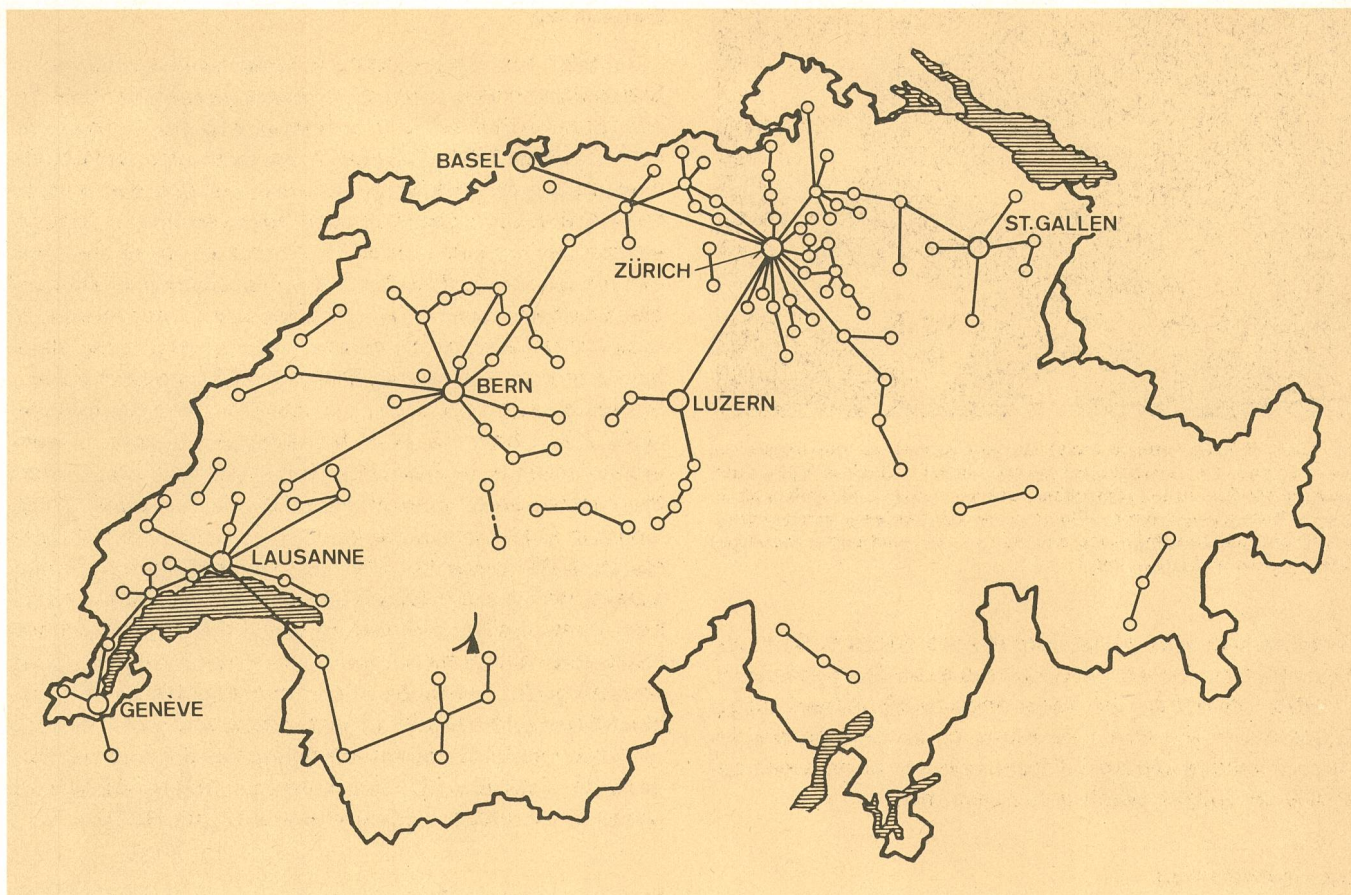 BASEL
ST.GALLEN
ZÜRICH
BERN
LUZERN
LAUSANNE
GENÈVE